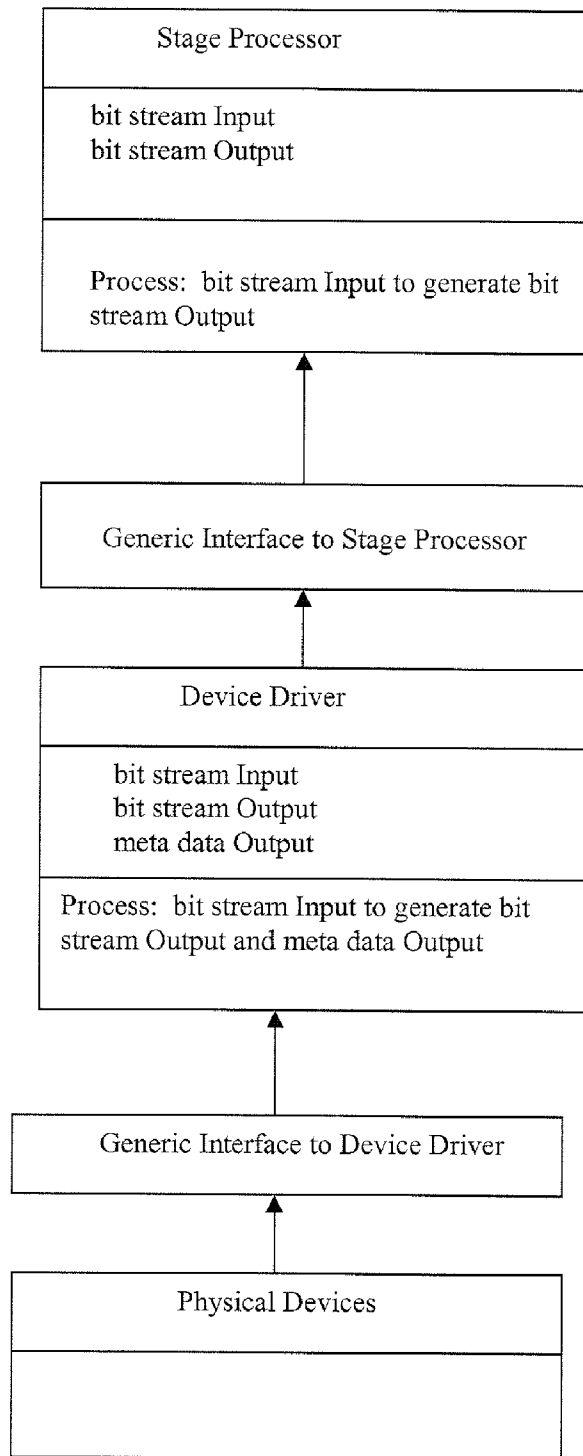 Stage Processor
bit stream Input
bit stream Output
Process: bit stream Input to generate bit
stream Output
Generic Interface to Stage Processor
Device Driver
bit stream Input
bit stream Output
meta data Output
Process: bit stream Input to generate bit
stream Output and meta data Output
Generic Interface to Device Driver
Physical Devices